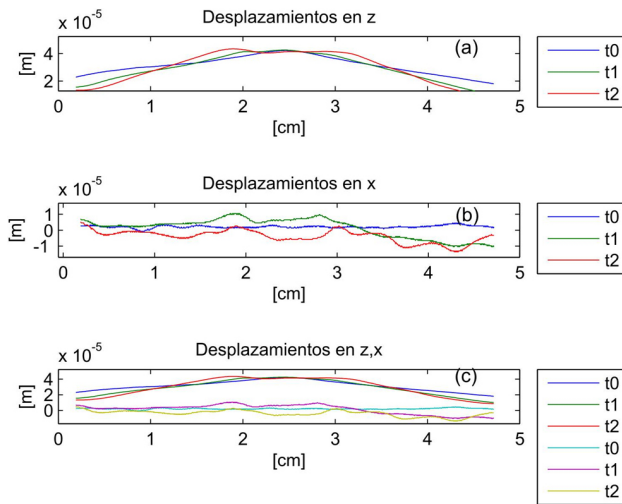 x 10^-5
Desplazamientos en z
(a)
[m]
4
2
0 1 2 3 4 5
[cm]
t0
t1
t2
x 10^-5
Desplazamientos en x
(b)
[m]
1
0
-1
0 1 2 3 4 5
[cm]
t0
t1
t2
x 10^-5
Desplazamientos en z,x
(c)
[m]
4
2
0
0 1 2 3 4 5
[cm]
t0
t1
t2
t0
t1
t2